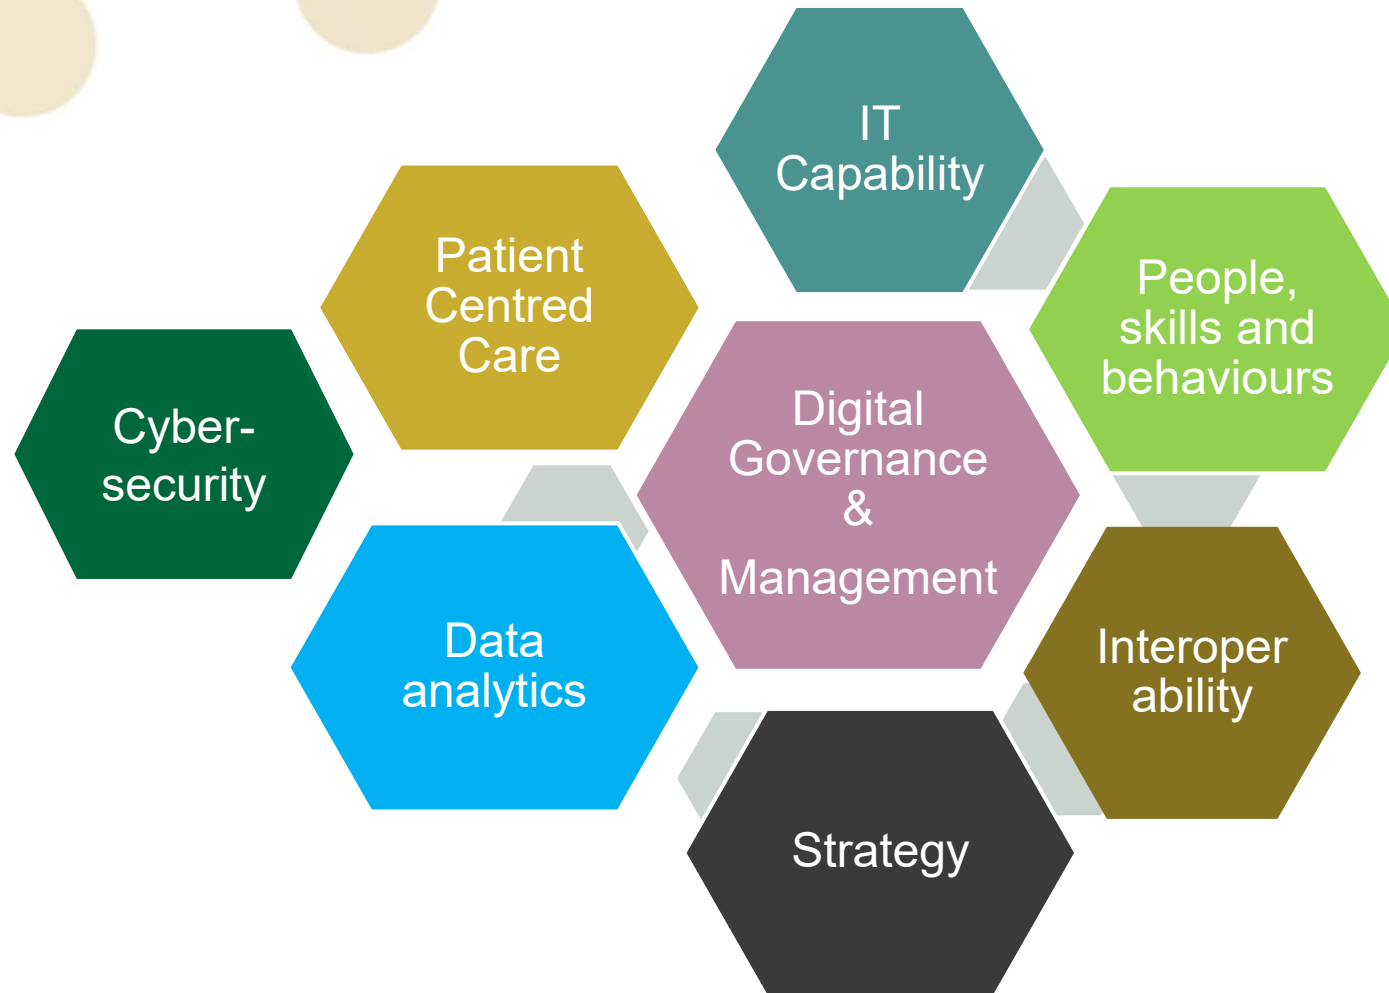 IT
Capability
Patient
Centred
Care
People,
skills and
behaviours
Cyber-
security
Digital
Governance
&
Management
Data
analytics
Interoper
ability
Strategy